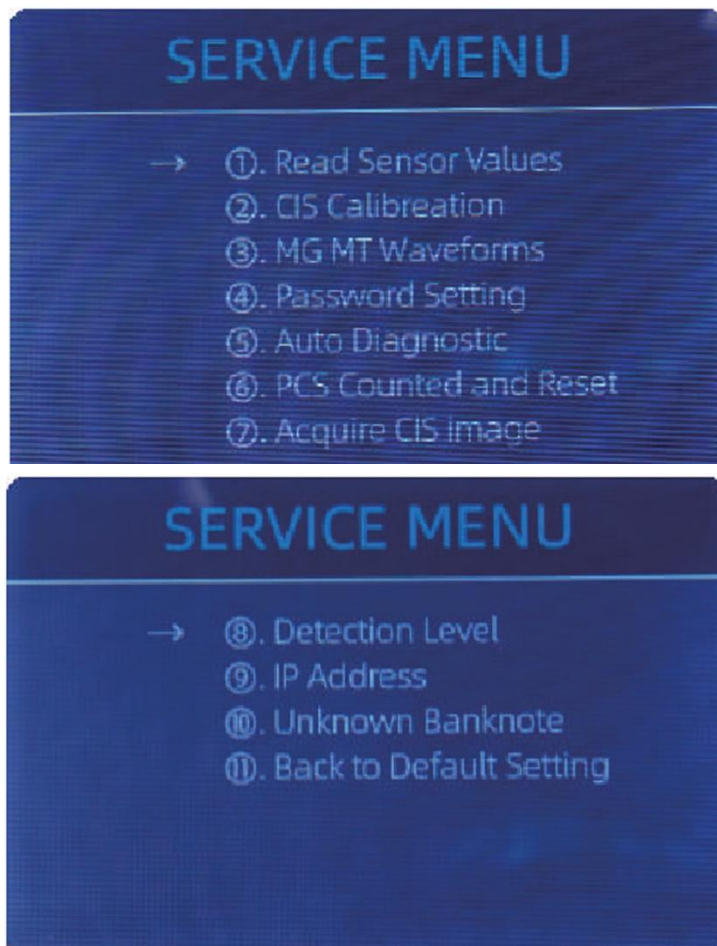 SERVICE MENU
→ ①. Read Sensor Values
②. CIS Calibreation
③. MG MT Waveforms
④. Password Setting
⑤. Auto Diagnostic
⑥. PCS Counted and Reset
⑦. Acquire CIS image
SERVICE MENU
→ ⑧. Detection Level
⑨. IP Address
⑩. Unknown Banknote
⑪. Back to Default Setting